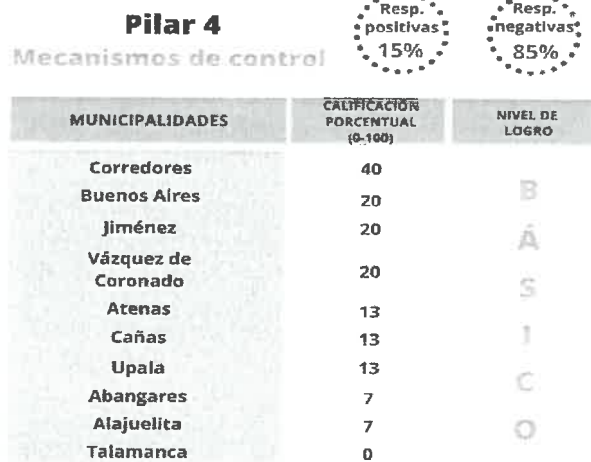 Pilar 4
Mecanismos de control
Resp.
positivas
15%
Resp.
negativas
85%
MUNICIPALIDADES
CALIFICACIÓN
PORCENTUAL
(0-100)
NIVEL DE
LOGRO
Corredores 40
Buenos Aires 20
Jiménez 20
Vázquez de
Coronado 20
Atenas 13
Cañas 13
Upala 13
Abangares 7
Alajuelita 7
Talamanca 0
B
Á
S
I
C
O